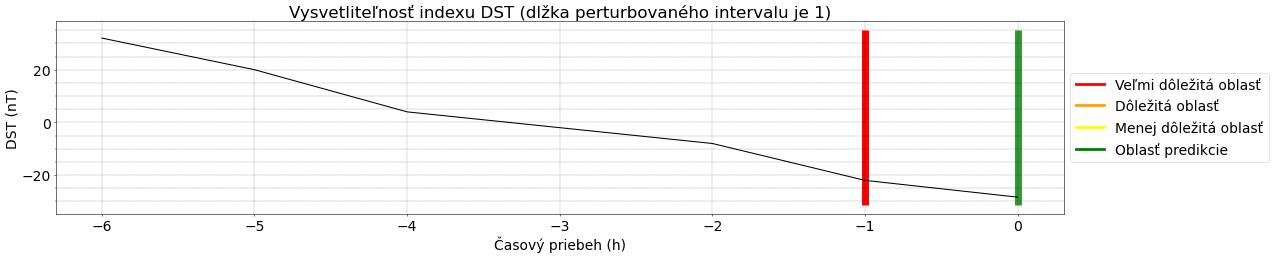 Vysvetliteľnosť indexu DST (dĺžka perturbovaného intervalu je 1)
DST (nT)
20
0
−20
−6
−5
−4
−3
−2
−1
0
Časový priebeh (h)
Veľmi dôležitá oblasť
Dôležitá oblasť
Menej dôležitá oblasť
Oblasť predikcie